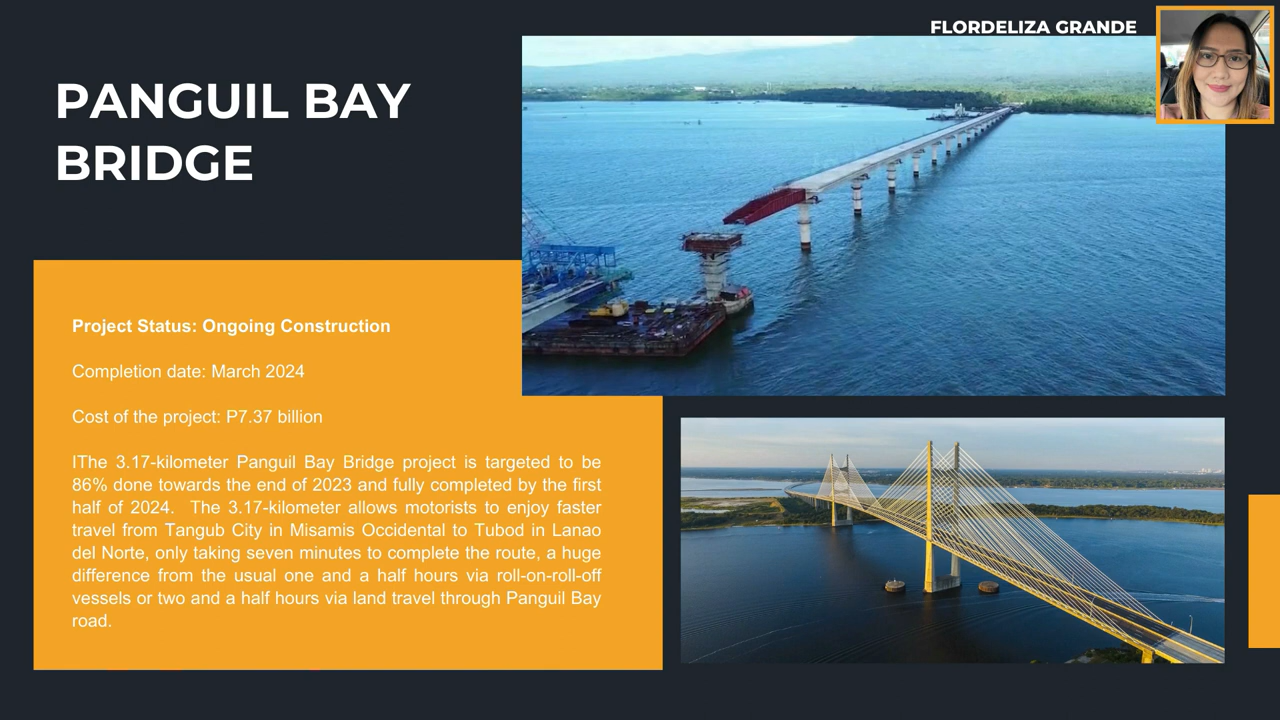 FLORDELIZA GRANDE
PANGUIL BAY
BRIDGE
Project Status: Ongoing Construction
Completion date: March 2024
Cost of the project: P7.37 billion
IThe 3.17-kilometer Panguil Bay Bridge project is targeted to be
86% done towards the end of 2023 and fully completed by the first
half of 2024.  The 3.17-kilometer allows motorists to enjoy faster
travel from Tangub City in Misamis Occidental to Tubod in Lanao
del Norte, only taking seven minutes to complete the route, a huge
difference from the usual one and a half hours via roll-on-roll-off
vessels or two and a half hours via land travel through Panguil Bay
road.